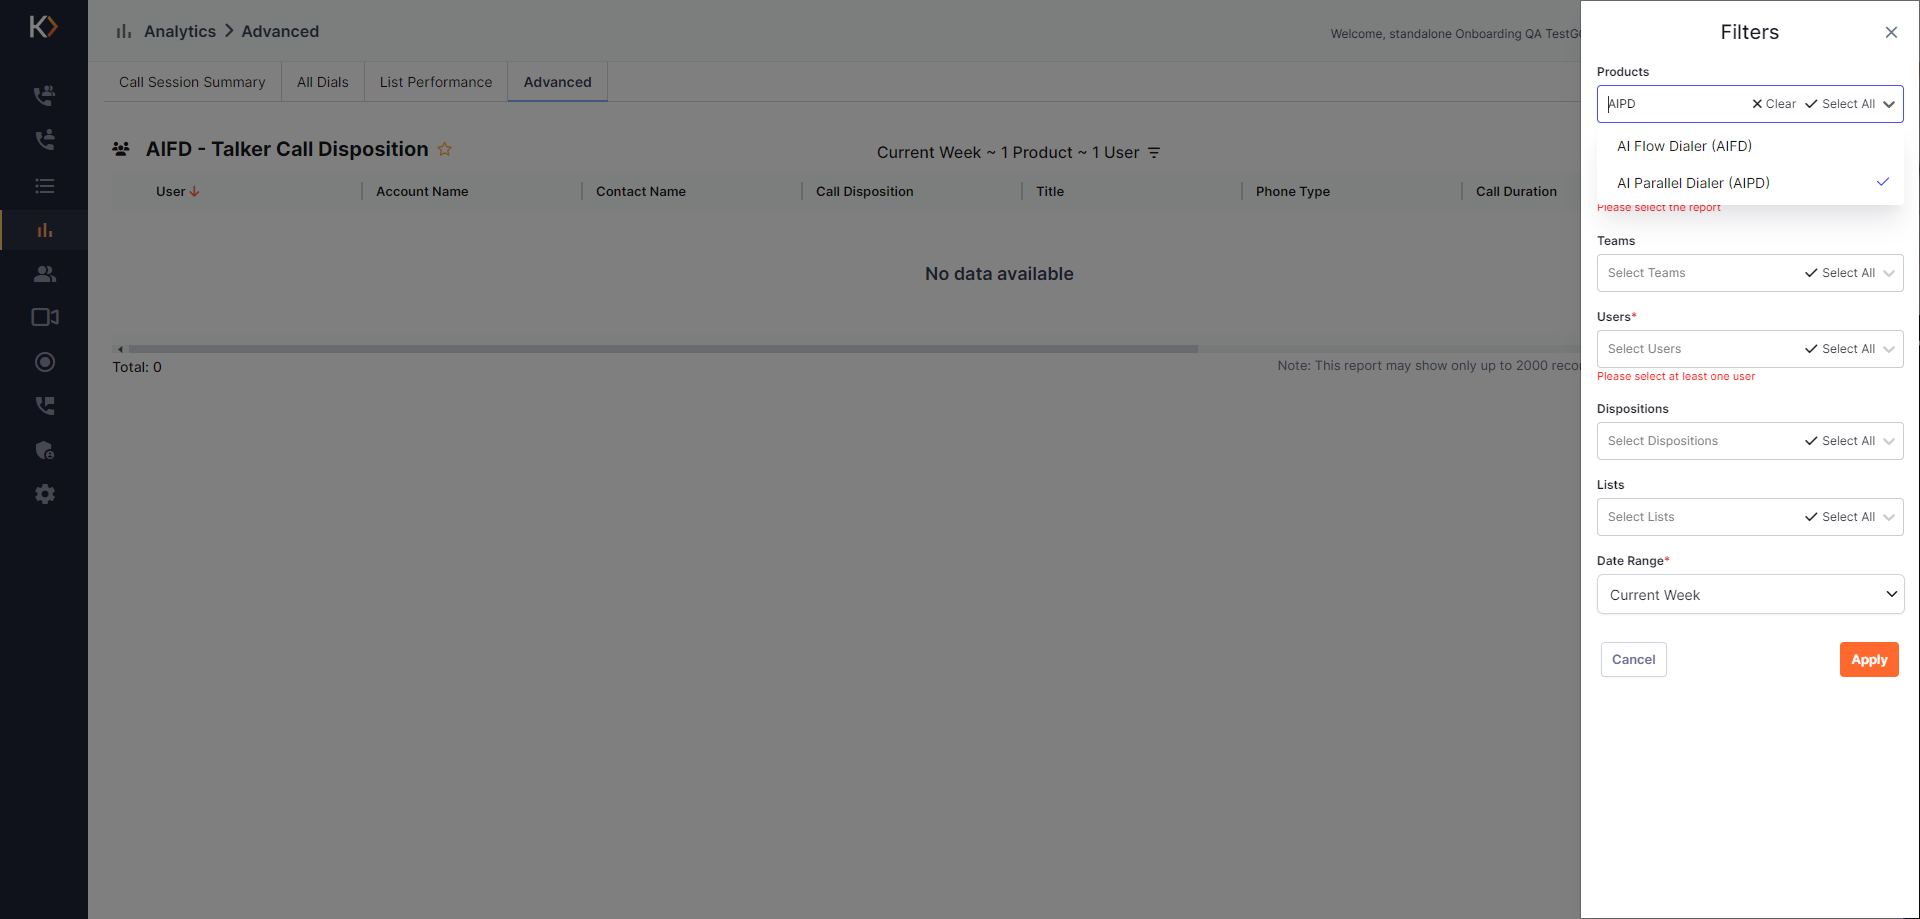 Analytics > Advanced
Welcome, standalone Onboarding QA TestG
Call Session Summary
All Dials
List Performance
Advanced
AIFD - Talker Call Disposition
Current Week ~ 1 Product ~ 1 User
User
Account Name
Contact Name
Call Disposition
Title
Phone Type
Call Duration
No data available
Total: 0
Note: This report may show only up to 2000 recor
Filters
Products
AIPD
Clear
Select All
AI Flow Dialer (AIFD)
AI Parallel Dialer (AIPD)
Please select the report
Teams
Select Teams
Select All
Users*
Select Users
Select All
Please select at least one user
Dispositions
Select Dispositions
Select All
Lists
Select Lists
Select All
Date Range*
Current Week
Cancel
Apply